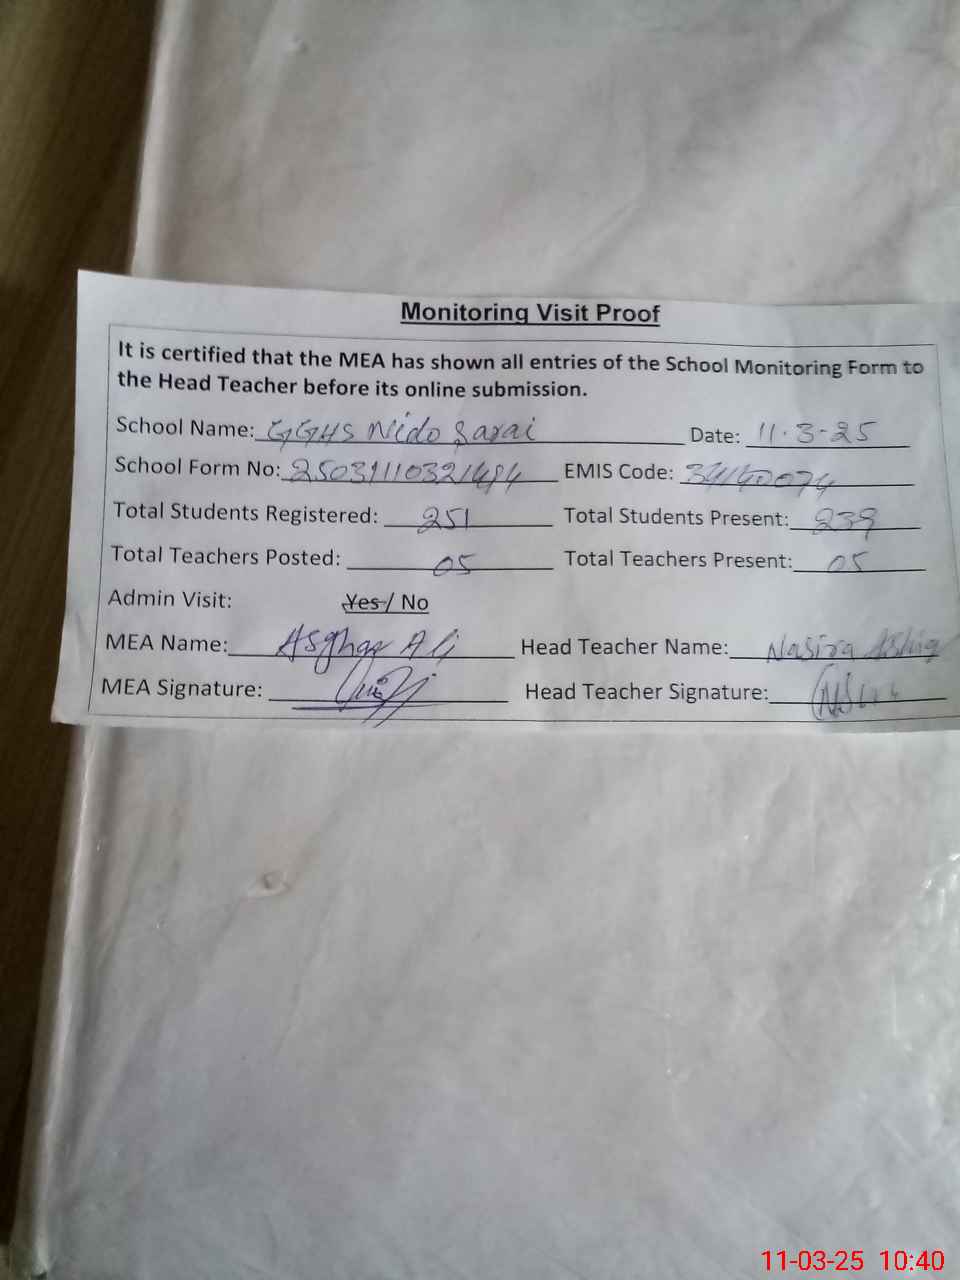 Monitoring Visit Proof
It is certified that the MEA has shown all entries of the School Monitoring Form to
the Head Teacher before its online submission.
School Name: GGHS Nido Sarai Date: 11-3-25
School Form No: 25031110321484 EMIS Code: 34140074
Total Students Registered: 251 Total Students Present: 239
Total Teachers Posted: 05 Total Teachers Present: 05
Admin Visit: Yes / No
MEA Name: Asghar Ali Head Teacher Name: Nasira
MEA Signature: Head Teacher Signature:
11-03-25 10:40